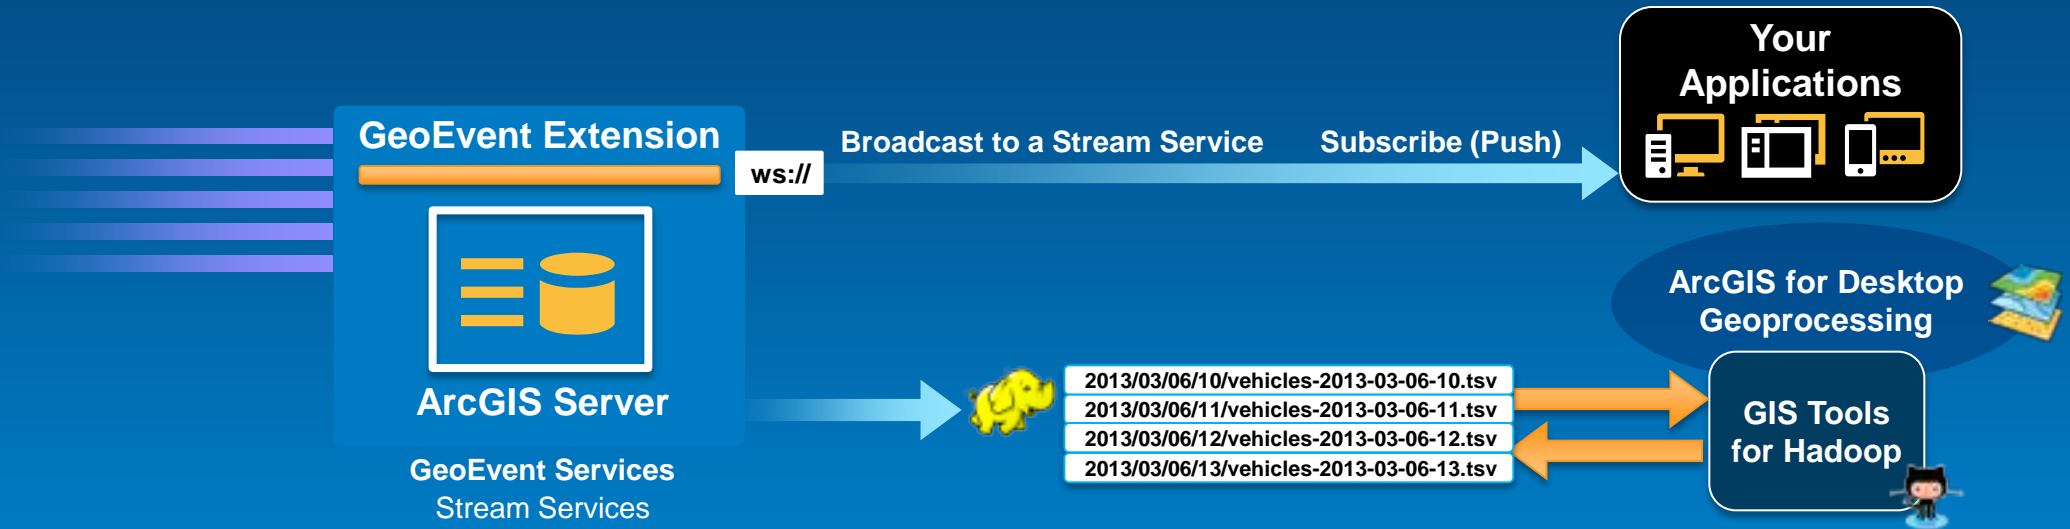 GeoEvent Extension
ws://
ArcGIS Server
GeoEvent Services
Stream Services
Broadcast to a Stream Service
Subscribe (Push)
Your
Applications
ArcGIS for Desktop
Geoprocessing
2013/03/06/10/vehicles-2013-03-06-10.tsv
2013/03/06/11/vehicles-2013-03-06-11.tsv
2013/03/06/12/vehicles-2013-03-06-12.tsv
2013/03/06/13/vehicles-2013-03-06-13.tsv
GIS Tools
for Hadoop